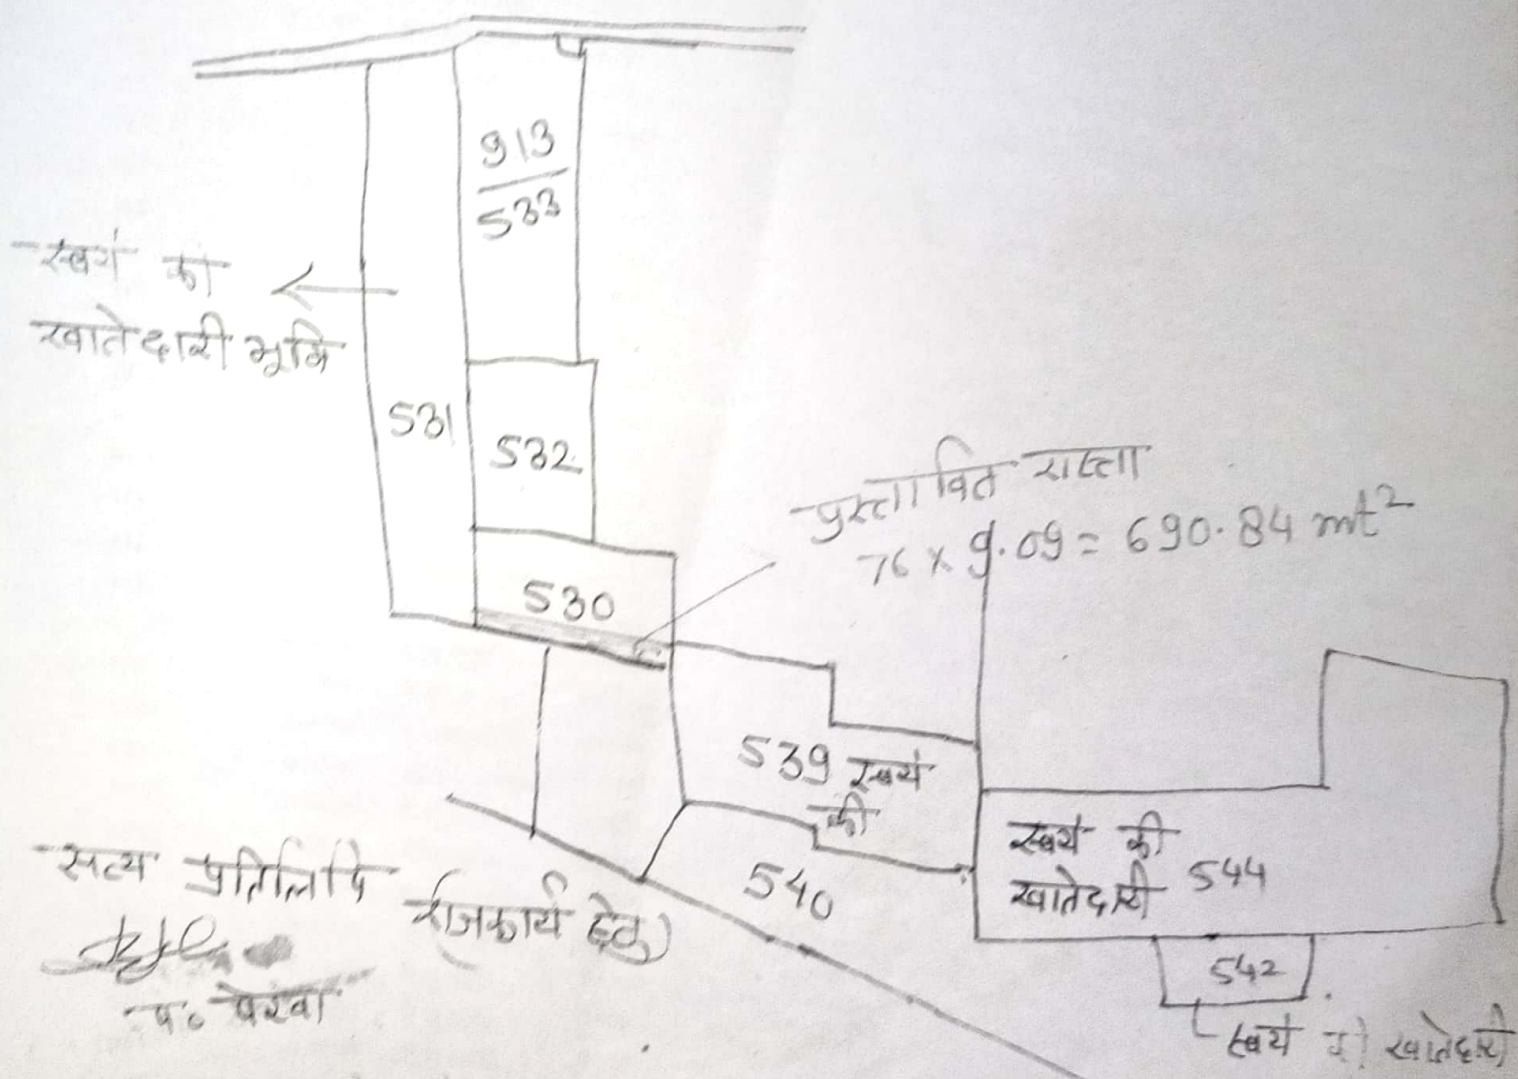 913
533
स्वयं की
खातेदारी भूमि
531
532
प्रस्तावित रास्ता
76 x 9.09 = 690.84 mt²
530
539 स्वयं
की
स्वयं की
खातेदारी 544
540
सत्य प्रतिलिपि
राजकार्य हेतु
542
प०
स्वयं की खातेदारी